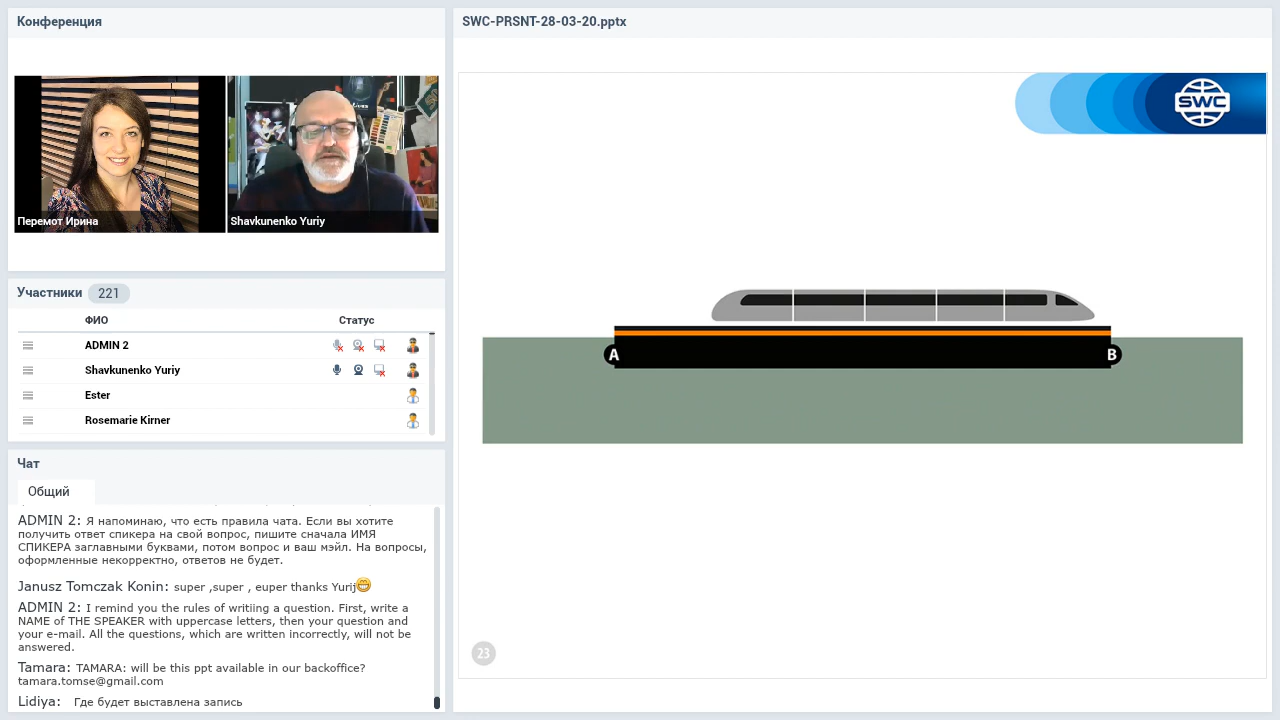 Конференция
Перемот Ирина
Shavkunenko Yuriy
Участники 221
ФИО Статус
ADMIN 2
Shavkunenko Yuriy
Ester
Rosemarie Kirner
Чат
Общий
ADMIN 2: Я напоминаю, что есть правила чата. Если вы хотите
получить ответ спикера на свой вопрос, пишите сначала ИМЯ
СПИКЕРА заглавными буквами, потом вопрос и ваш мэйл. На вопросы,
оформленные некорректно, ответов не будет.
Janusz Tomczak Konin: super ,super , euper thanks Yurij
ADMIN 2: I remind you the rules of writiing a question. First, write a
NAME of THE SPEAKER with uppercase letters, then your question and
your e-mail. All the questions, which are written incorrectly, will not be
answered.
Tamara: TAMARA: will be this ppt available in our backoffice?
tamara.tomse@gmail.com
Lidiya: Где будет выставлена запись
SWC-PRSNT-28-03-20.pptx
SWC
A B
23